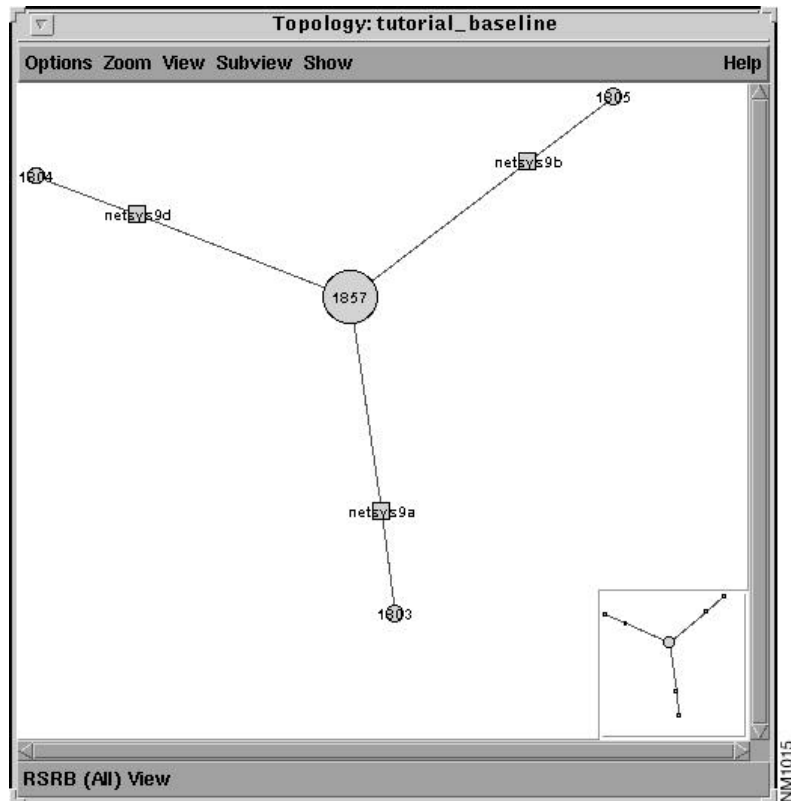 Topology: tutorial_baseline
Options Zoom View Subview Show Help
1805
netsys9b
1804
netsys9d
1857
netsys9a
1803
RSRB (All) View
NM1015